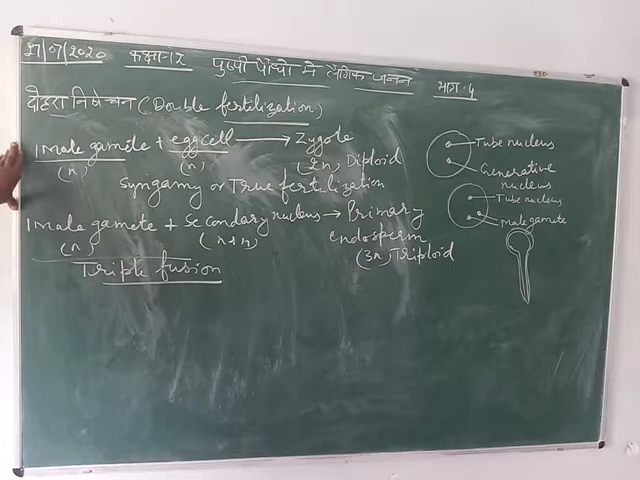 27/07/2020 कक्षा-12 पुष्पी पौधो मे लैंगिक जनन भाग 4
दोहरा निषेचन (Double fertilization)
1 Male gamete + egg cell → Zygote
(n) (n) (2n) Diploid
Syngamy or True fertilization
1 Male gamete + Secondary nucleus → Primary endosperm
(n) (n+n) (3n) Triploid
Triple fusion
Tube nucleus
Generative nucleus
Tube nucleus
male gamete